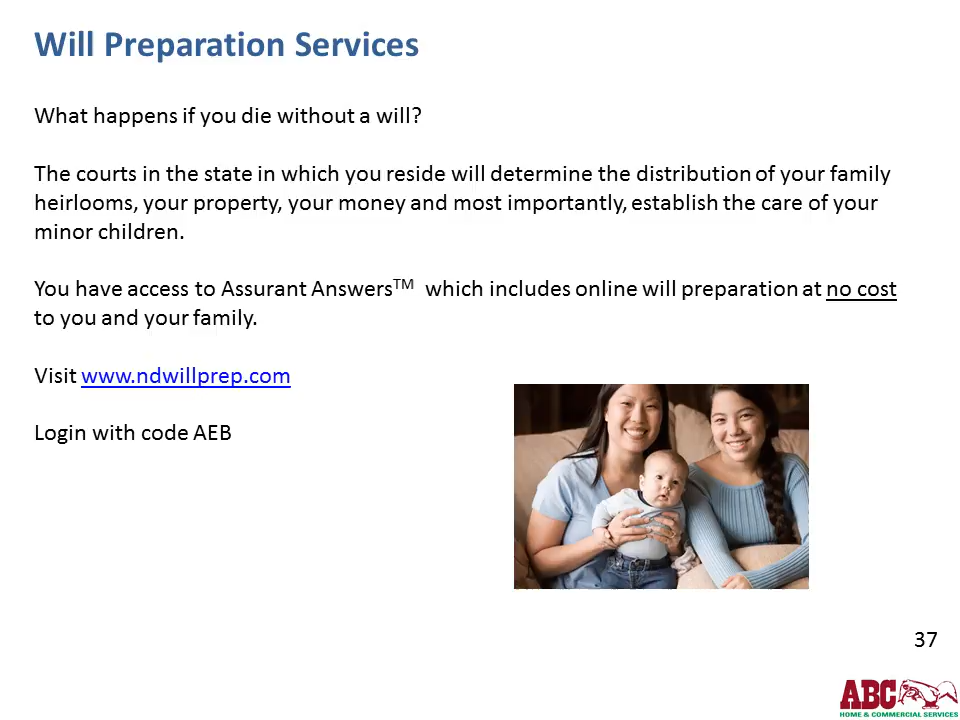 Will Preparation Services
What happens if you die without a will?
The courts in the state in which you reside will determine the distribution of your family
heirlooms, your property, your money and most importantly, establish the care of your
minor children.
You have access to Assurant Answers™ which includes online will preparation at no cost
to you and your family.
Visit www.ndwillprep.com
Login with code AEB
37
ABC
HOME & COMMERCIAL SERVICES